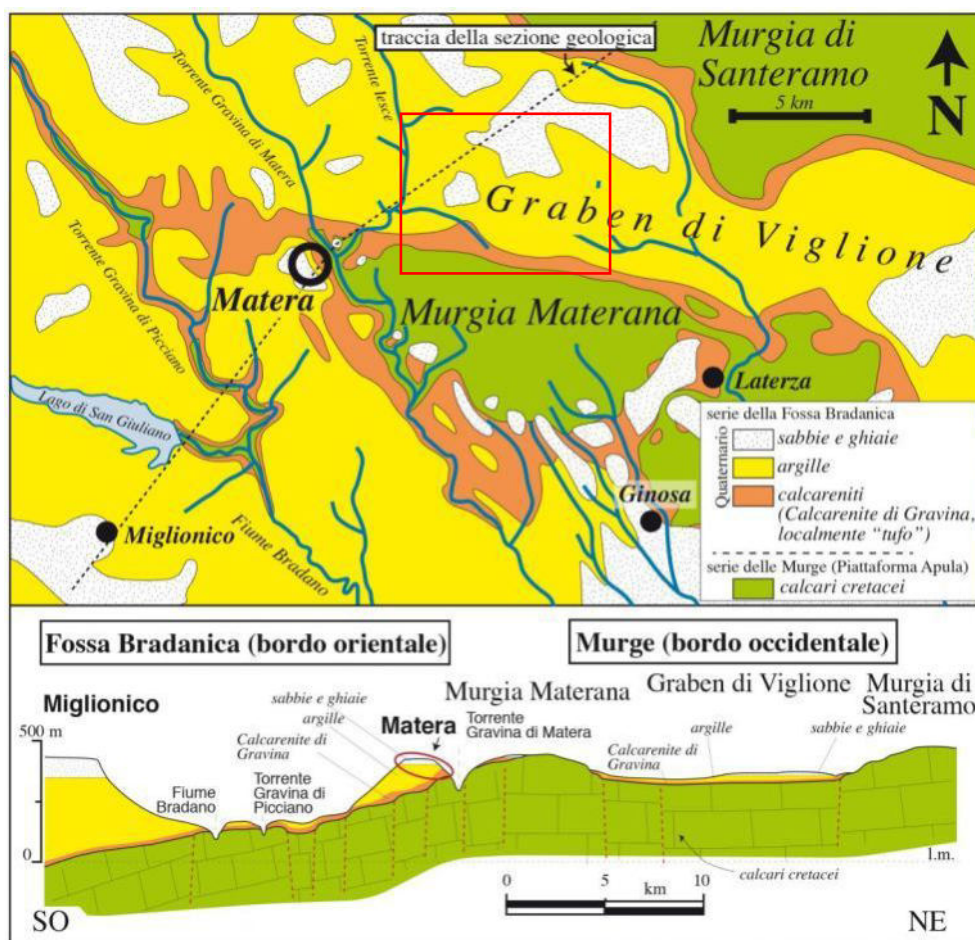 traccia della sezione geologica
Murgia di
Santeramo
5 km
N
Torrente Gravina di Matera
Torrente Iesce
Torrente Gravina di Picciano
Graben di Viglione
Matera
Murgia Materana
Laterza
Lago di San Giuliano
Ginosa
Miglionico
Fiume Bradano
serie della Fossa Bradanica
Quaternario
sabbie e ghiaie
argille
calcareniti
(Calcarenite di Gravina,
localmente “tufo”)
serie delle Murge (Piattaforma Apula)
calcari cretacei
Fossa Bradanica (bordo orientale)
Murge (bordo occidentale)
Miglionico
sabbie e ghiaie
argille
Calcarenite di
Gravina
Matera
Murgia Materana
Torrente
Gravina di Matera
Graben di Viglione
Murgia di
Santeramo
500 m
Fiume
Bradano
Torrente
Gravina di
Picciano
Calcarenite di
Gravina
argille
sabbie e ghiaie
0
l.m.
calcari cretacei
0
5
10
km
SO
NE